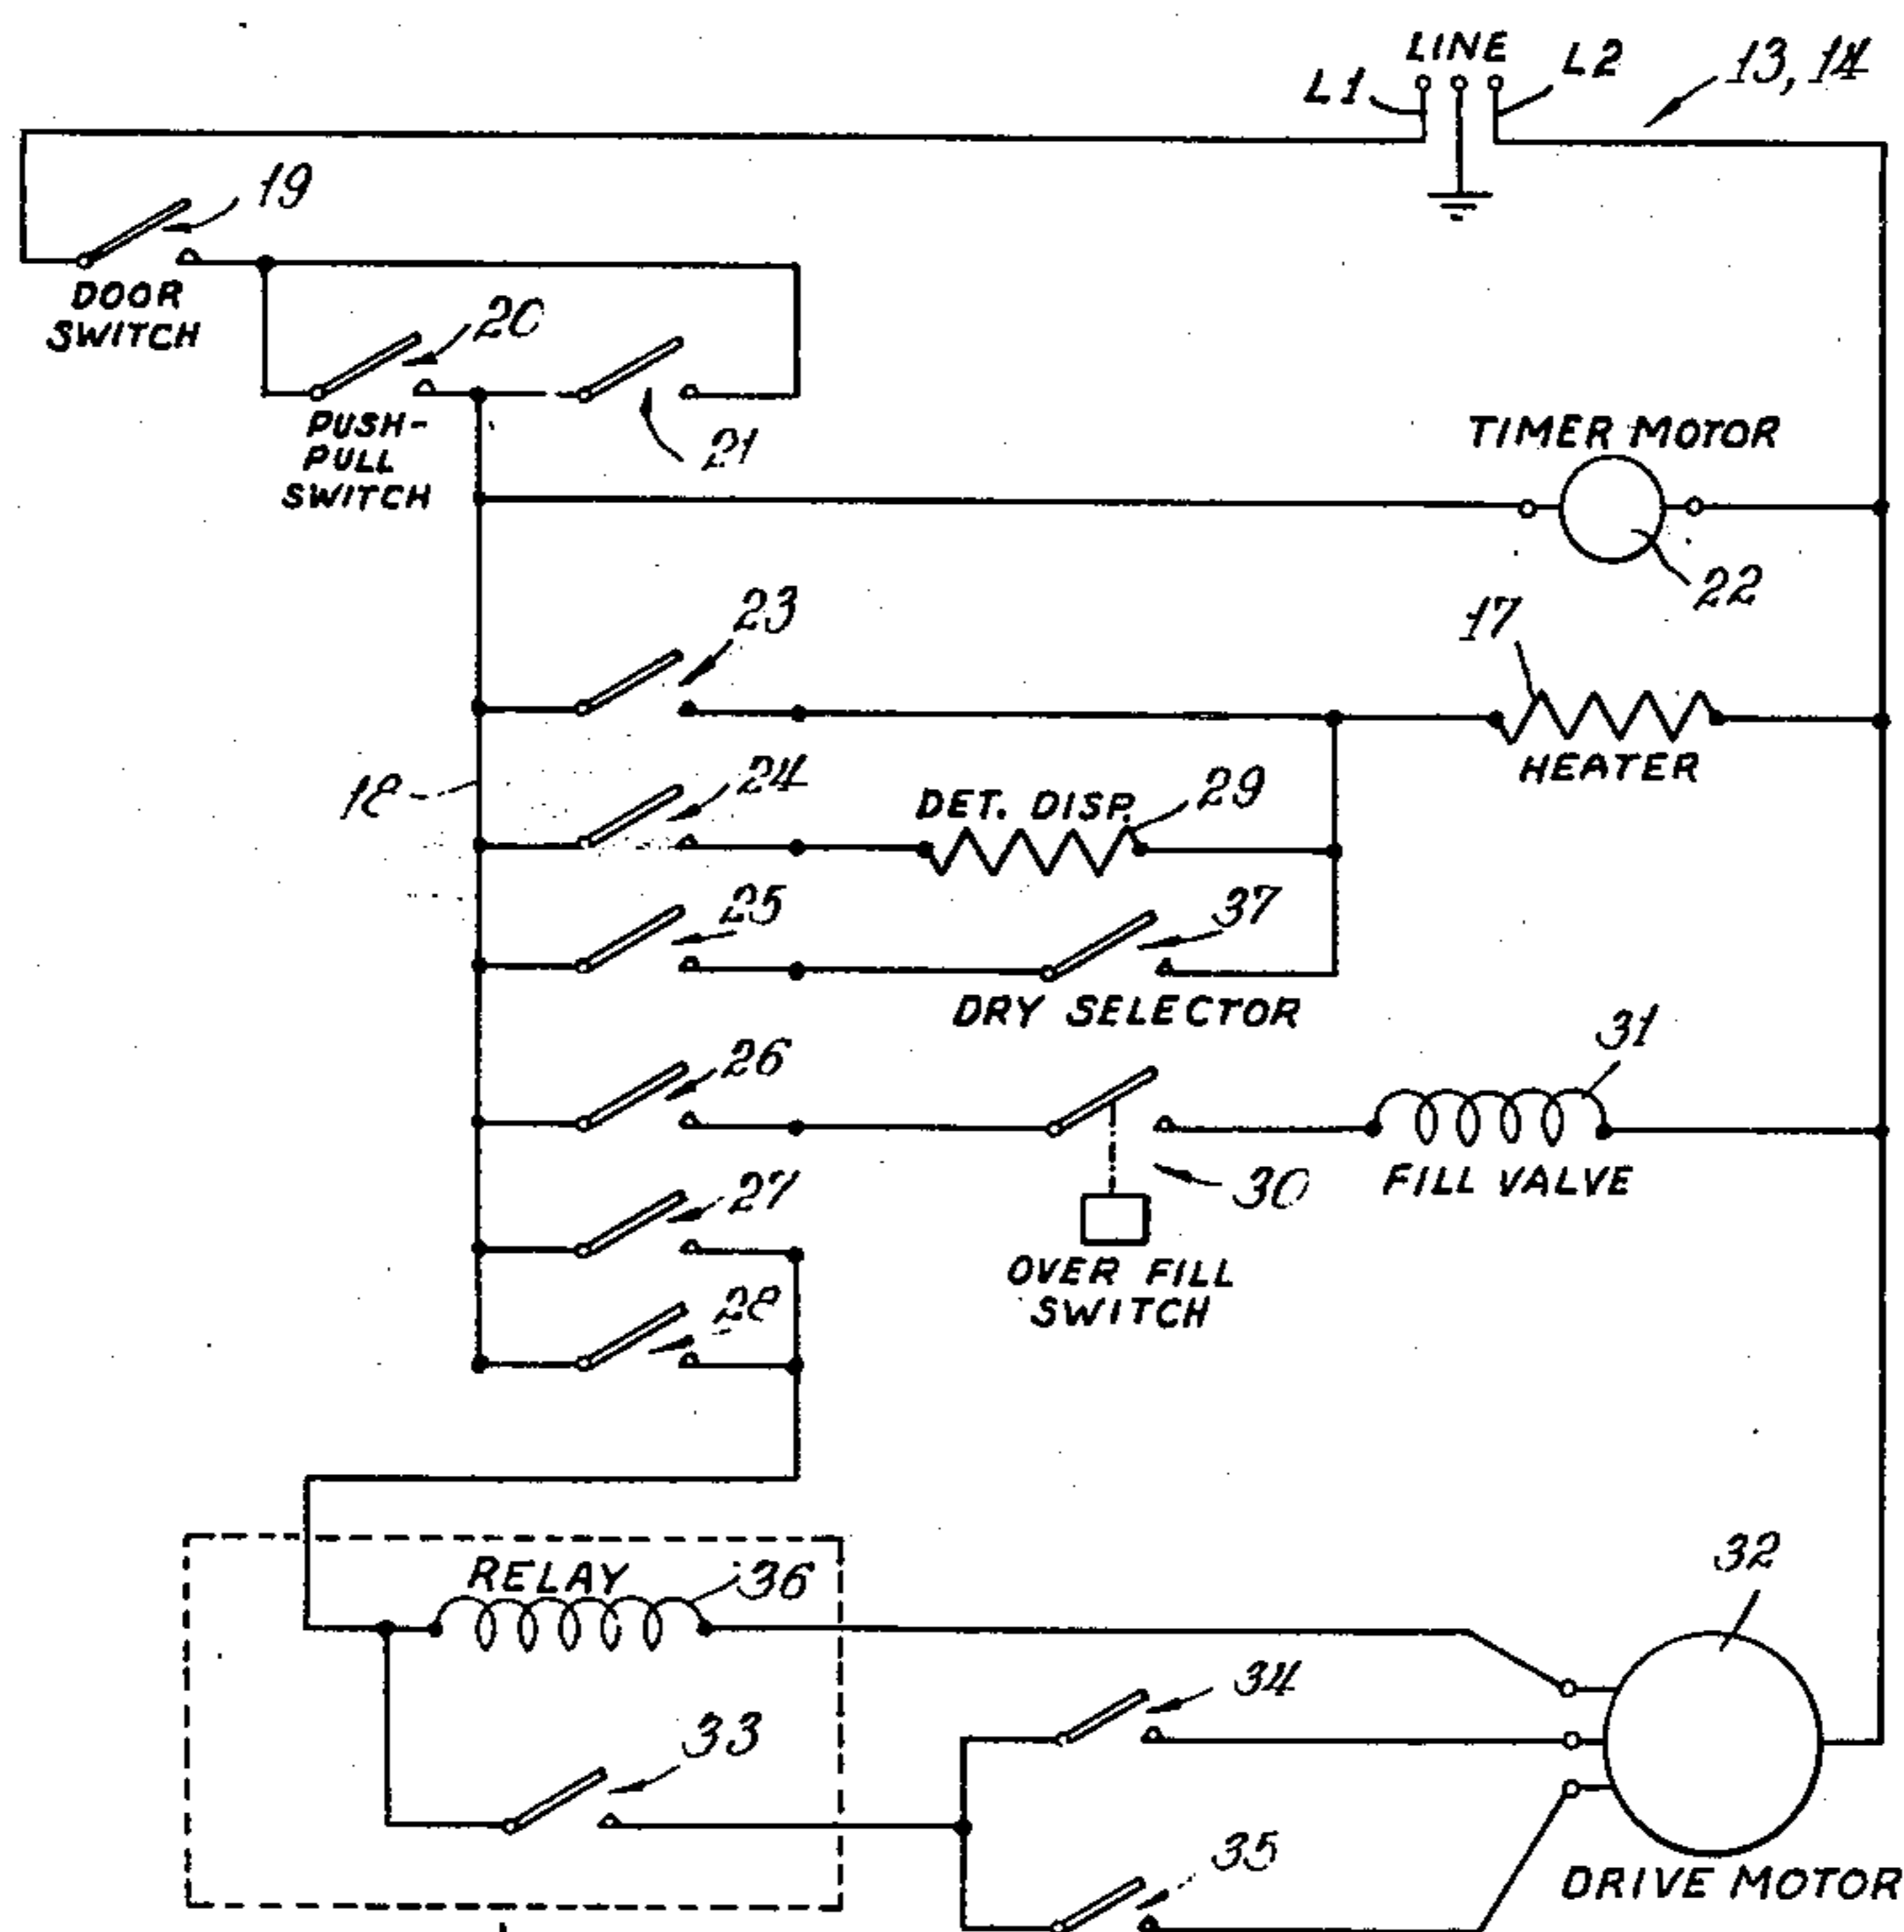 LINE
L1
L2
13, 14
19
DOOR
SWITCH
20
PUSH-
PULL
SWITCH
21
TIMER MOTOR
22
23
17
HEATER
18
24
DET. DISP.
29
25
37
DRY SELECTOR
26
31
30
FILL VALVE
27
OVER FILL
SWITCH
28
RELAY
36
32
34
33
35
DRIVE MOTOR